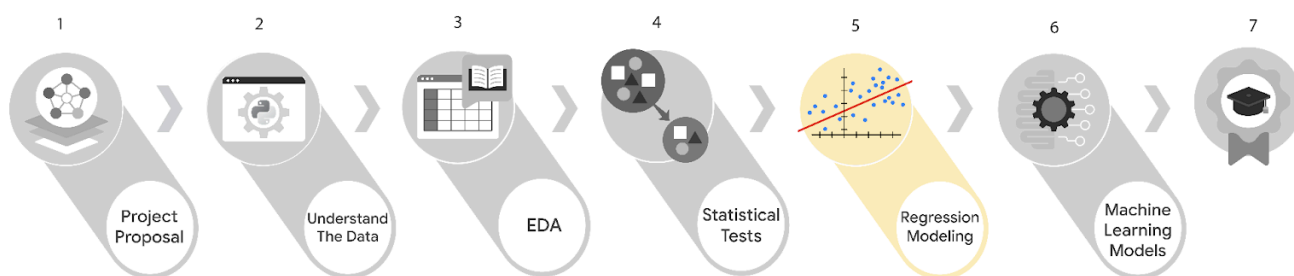 1
2
3
4
5
6
7
Project
Proposal
Understand
The Data
EDA
Statistical
Tests
Regression
Modeling
Machine
Learning
Models